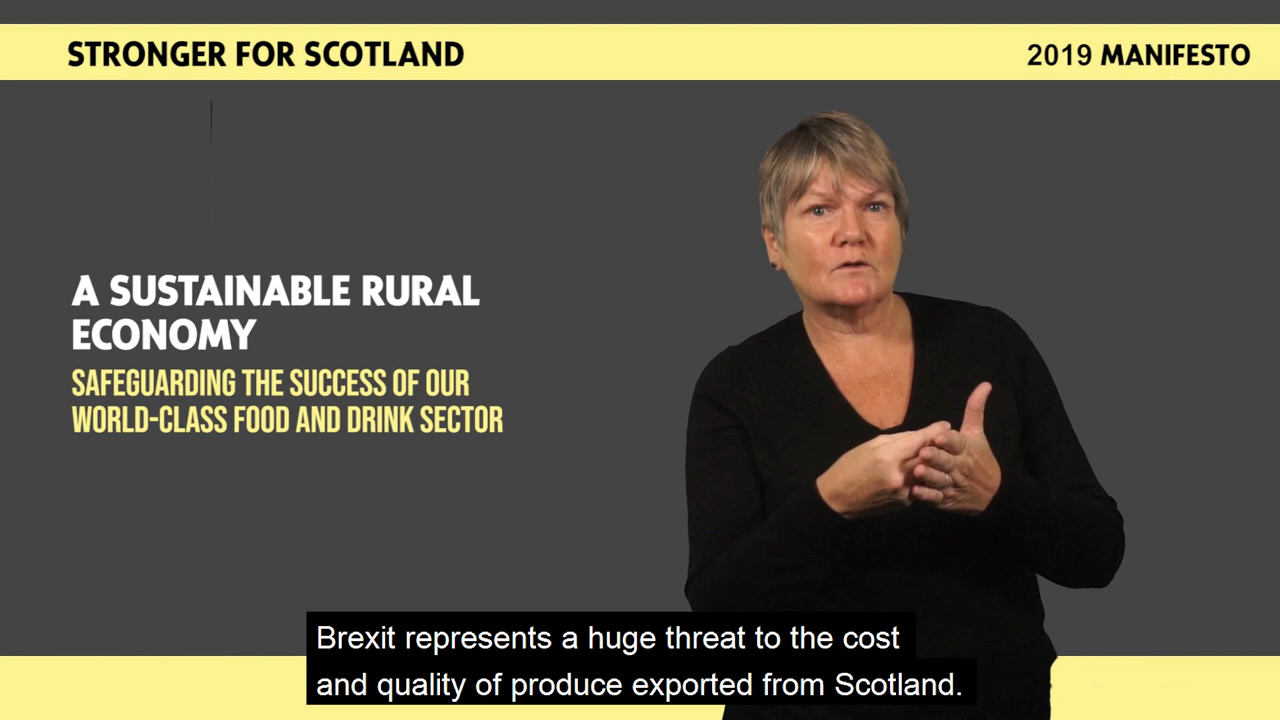 STRONGER FOR SCOTLAND
2019 MANIFESTO
A SUSTAINABLE RURAL
ECONOMY
SAFEGUARDING THE SUCCESS OF OUR
WORLD-CLASS FOOD AND DRINK SECTOR
Brexit represents a huge threat to the cost
and quality of produce exported from Scotland.